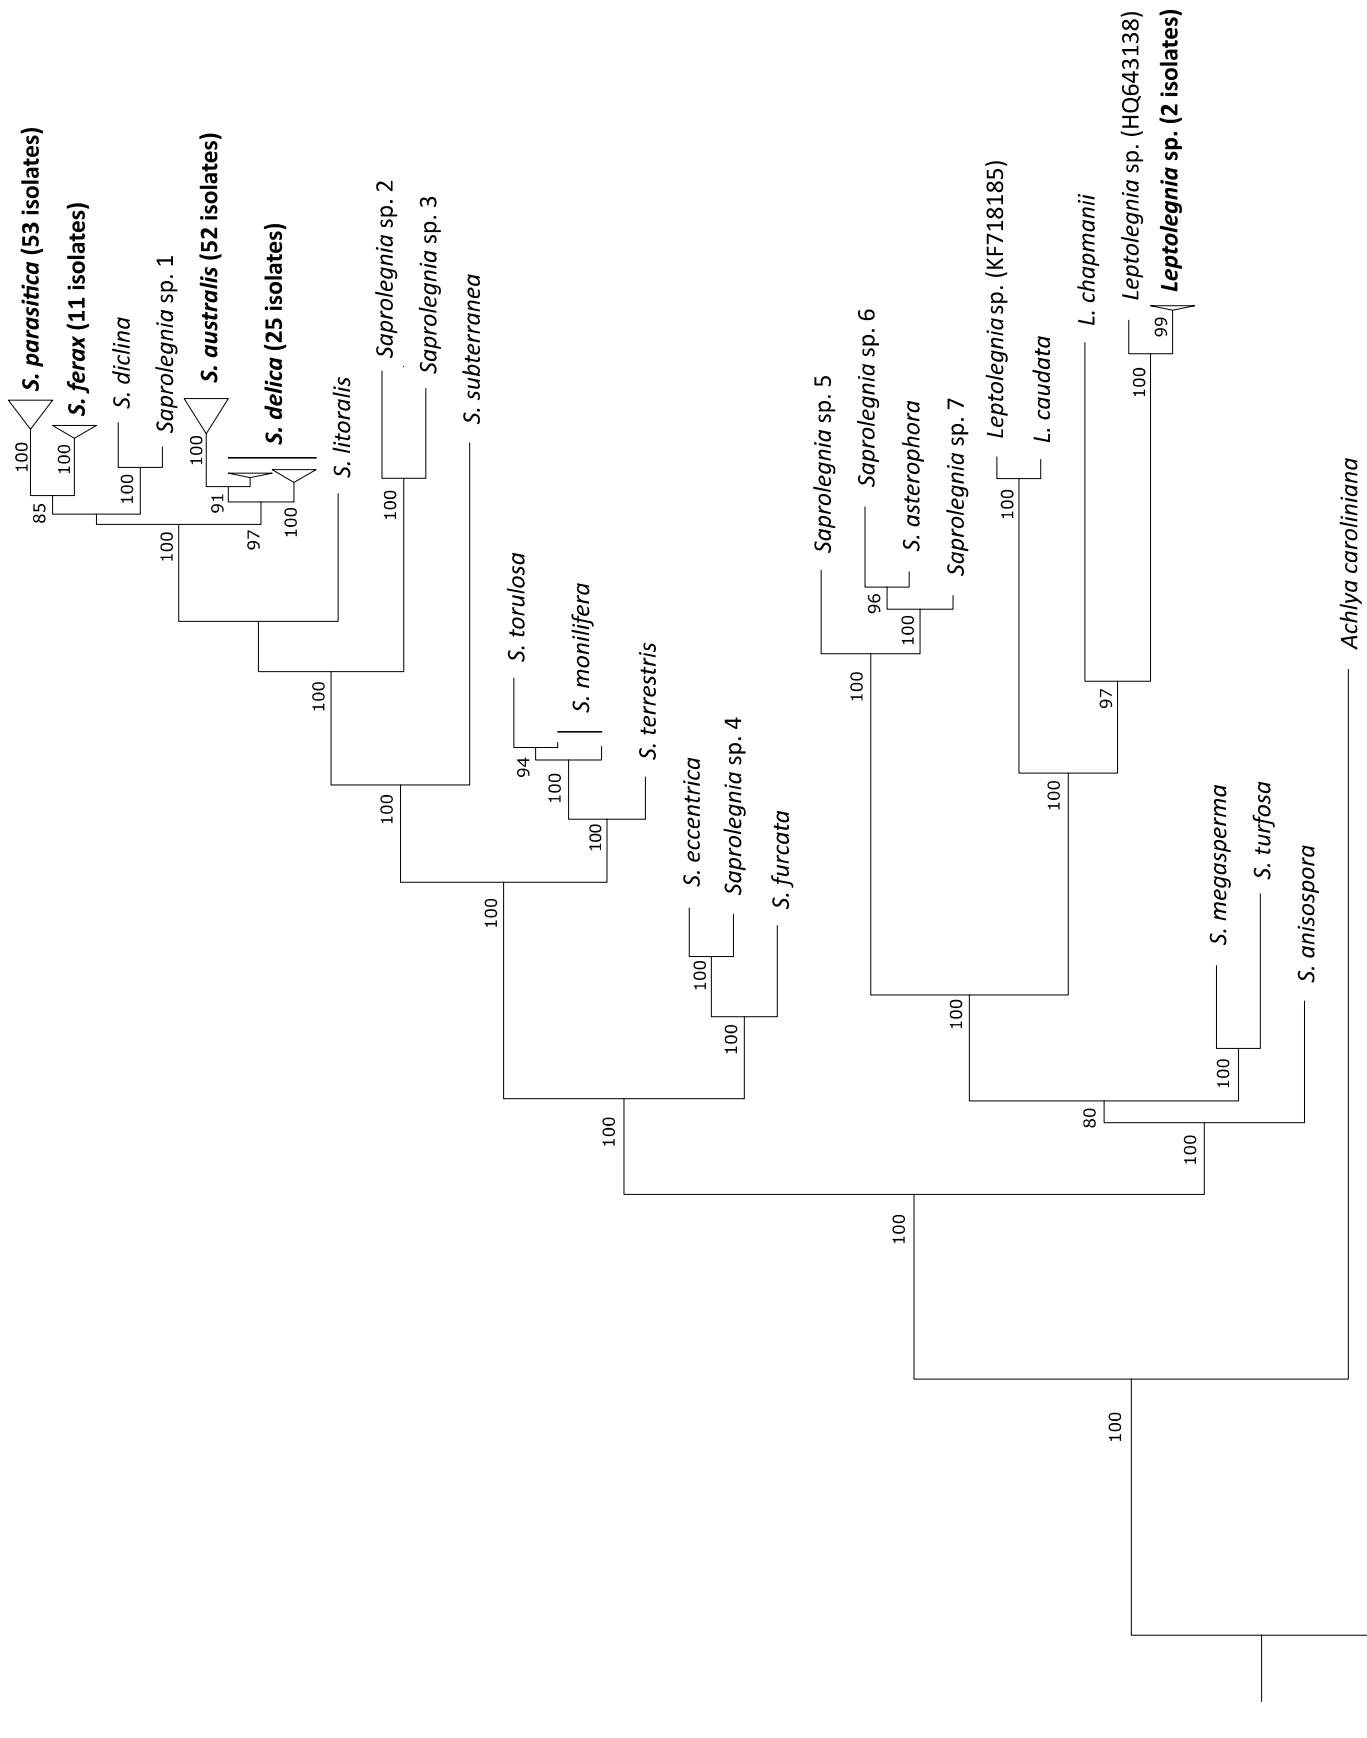 S. parasitica (53 isolates)
100
85
S. ferax (11 isolates)
100
S. diclina
Saprolegnia sp. 1
100
100
S. australis (52 isolates)
100
91
S. delica (25 isolates)
97
100
S. litoralis
100
Saprolegnia sp. 2
100
Saprolegnia sp. 3
100
S. subterranea
100
S. torulosa
94
S. monilifera
100
S. terrestris
100
S. eccentrica
100
Saprolegnia sp. 4
100
S. furcata
100
Saprolegnia sp. 5
100
Saprolegnia sp. 6
96
S. asterophora
100
Saprolegnia sp. 7
100
Leptolegnia sp. (KF718185)
100
L. caudata
100
L. chapmanii
97
Leptolegnia sp. (HQ643138)
100
Leptolegnia sp. (2 isolates)
99
80
S. megasperma
100
S. turfosa
100
S. anisospora
100
Achlya caroliniana